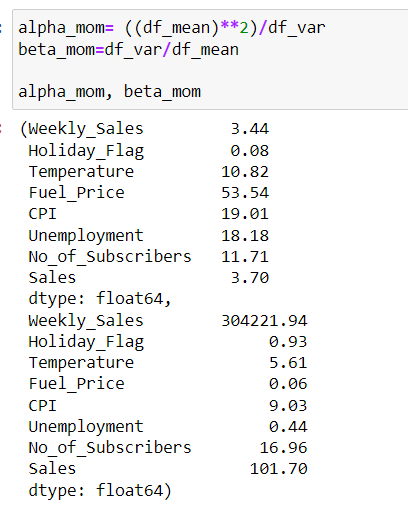 alpha_mom= ((df_mean)**2)/df_var
beta_mom=df_var/df_mean

alpha_mom, beta_mom
(Weekly_Sales          3.44
 Holiday_Flag          0.08
 Temperature          10.82
 Fuel_Price           53.54
 CPI                  19.01
 Unemployment         18.18
 No_of_Subscribers    11.71
 Sales                 3.70
 dtype: float64,
 Weekly_Sales         304221.94
 Holiday_Flag              0.93
 Temperature               5.61
 Fuel_Price                0.06
 CPI                       9.03
 Unemployment              0.44
 No_of_Subscribers        16.96
 Sales                   101.70
 dtype: float64)